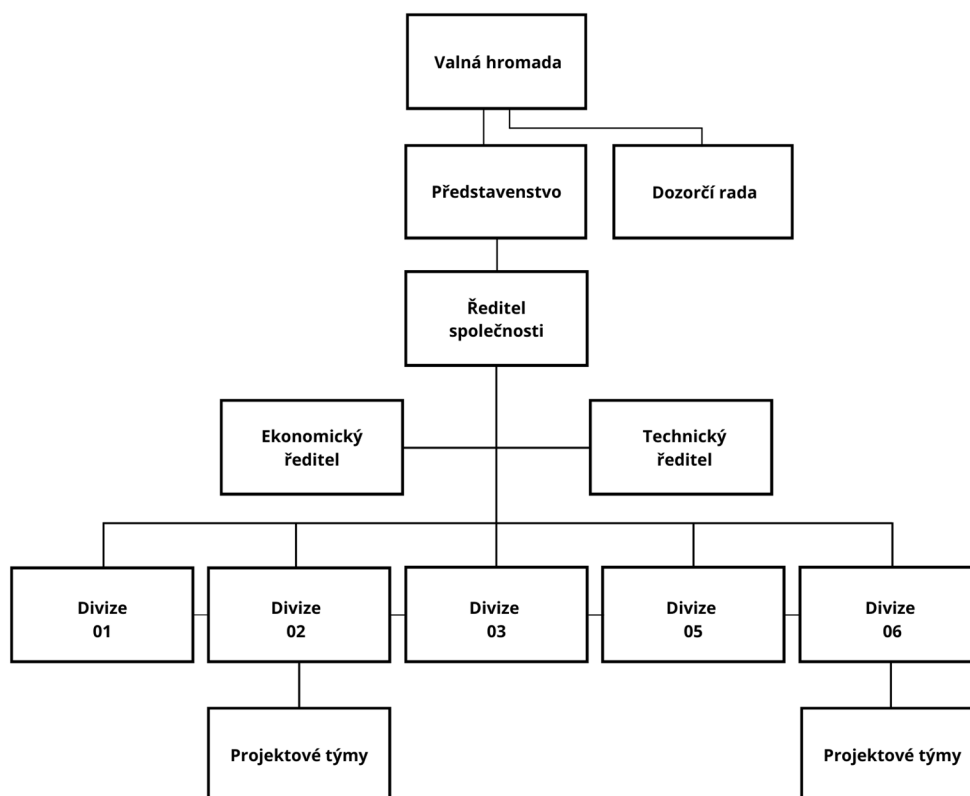 Valná hromada
Představenstvo
Dozorčí rada
Ředitel
společnosti
Ekonomický
ředitel
Technický
ředitel
Divize
01
Divize
02
Divize
03
Divize
05
Divize
06
Projektové týmy
Projektové týmy